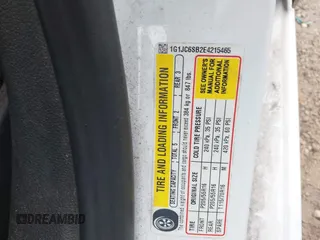 1G1JC6SB2E4215465
TIRE AND LOADING INFORMATION
SEATING CAPACITY TOTAL 5 FRONT 2 REAR 3
The combined weight of occupants and cargo should never exceed 384 kg or 847 lbs.
TIRE ORIGINAL SIZE COLD TIRE PRESSURE
FRONT P205/55R16 H 240 kPa, 35 PSI
REAR P205/55R16 H 240 kPa, 35 PSI
SPARE T115/70R16 M 420 kPa, 60 PSI
SEE OWNER'S
MANUAL FOR
ADDITIONAL
INFORMATION
DREAMBID